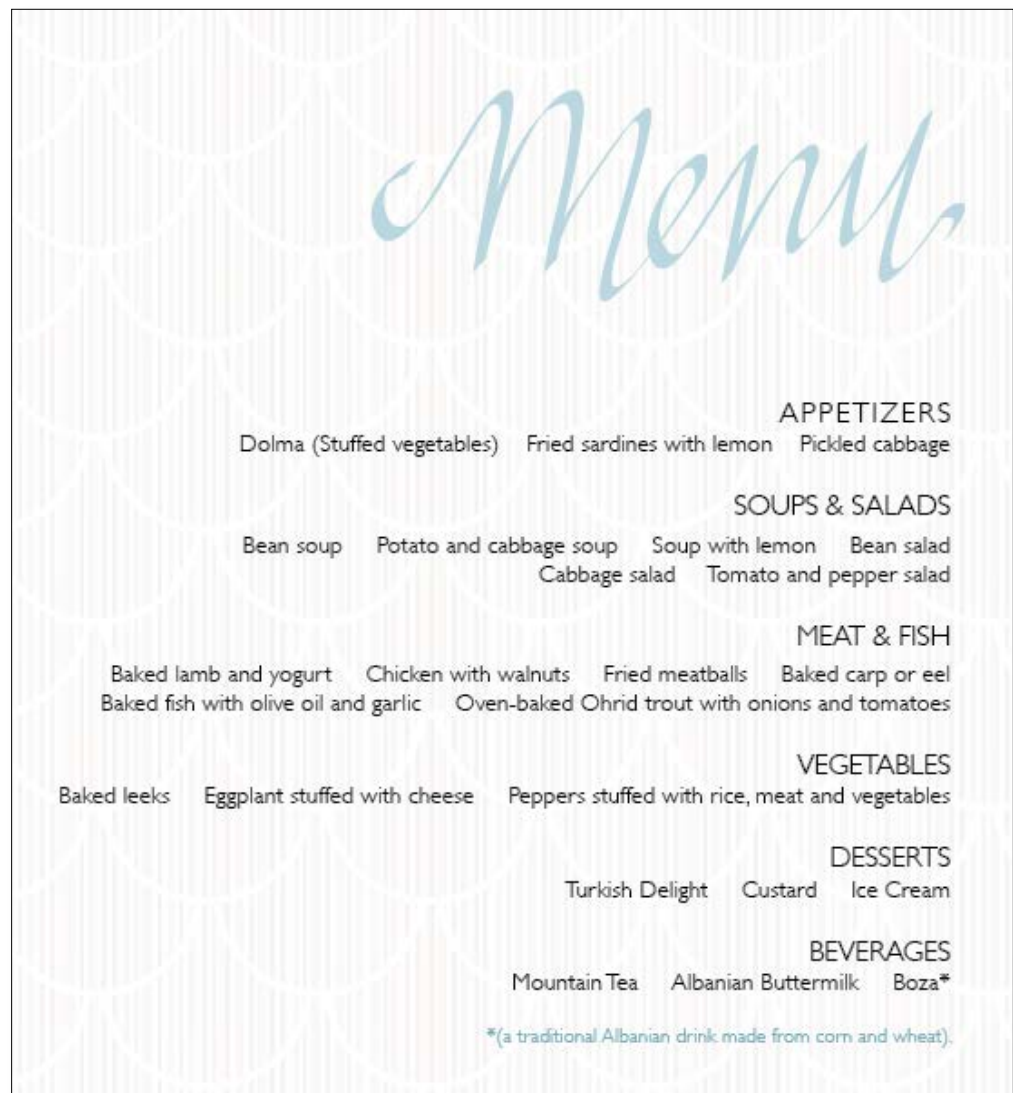 Menu
APPETIZERS
Dolma (Stuffed vegetables) Fried sardines with lemon Pickled cabbage
SOUPS & SALADS
Bean soup Potato and cabbage soup Soup with lemon Bean salad
Cabbage salad Tomato and pepper salad
MEAT & FISH
Baked lamb and yogurt Chicken with walnuts Fried meatballs Baked carp or eel
Baked fish with olive oil and garlic Oven-baked Ohrid trout with onions and tomatoes
VEGETABLES
Baked leeks Eggplant stuffed with cheese Peppers stuffed with rice, meat and vegetables
DESSERTS
Turkish Delight Custard Ice Cream
BEVERAGES
Mountain Tea Albanian Buttermilk Boza*
*(a traditional Albanian drink made from corn and wheat).